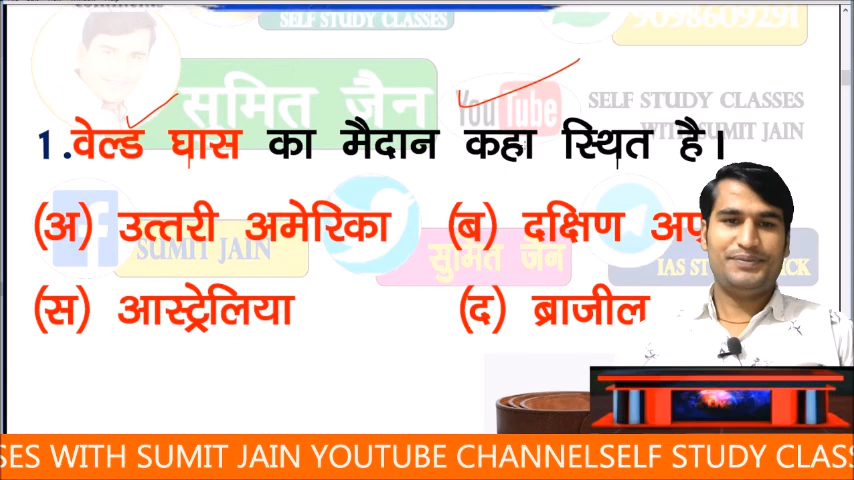 SELF STUDY CLASSES
9098609291
सुमित जैन
YouTube
SELF STUDY CLASSES
WITH SUMIT JAIN
1.वेल्ड घास का मैदान कहा स्थित है।
(अ) उत्तरी अमेरिका (ब) दक्षिण
SUMIT JAIN
सुमित जैन
(स) आस्ट्रेलिया (द) ब्राजील
SES WITH SUMIT JAIN YOUTUBE CHANNELSELF STUDY CLASS